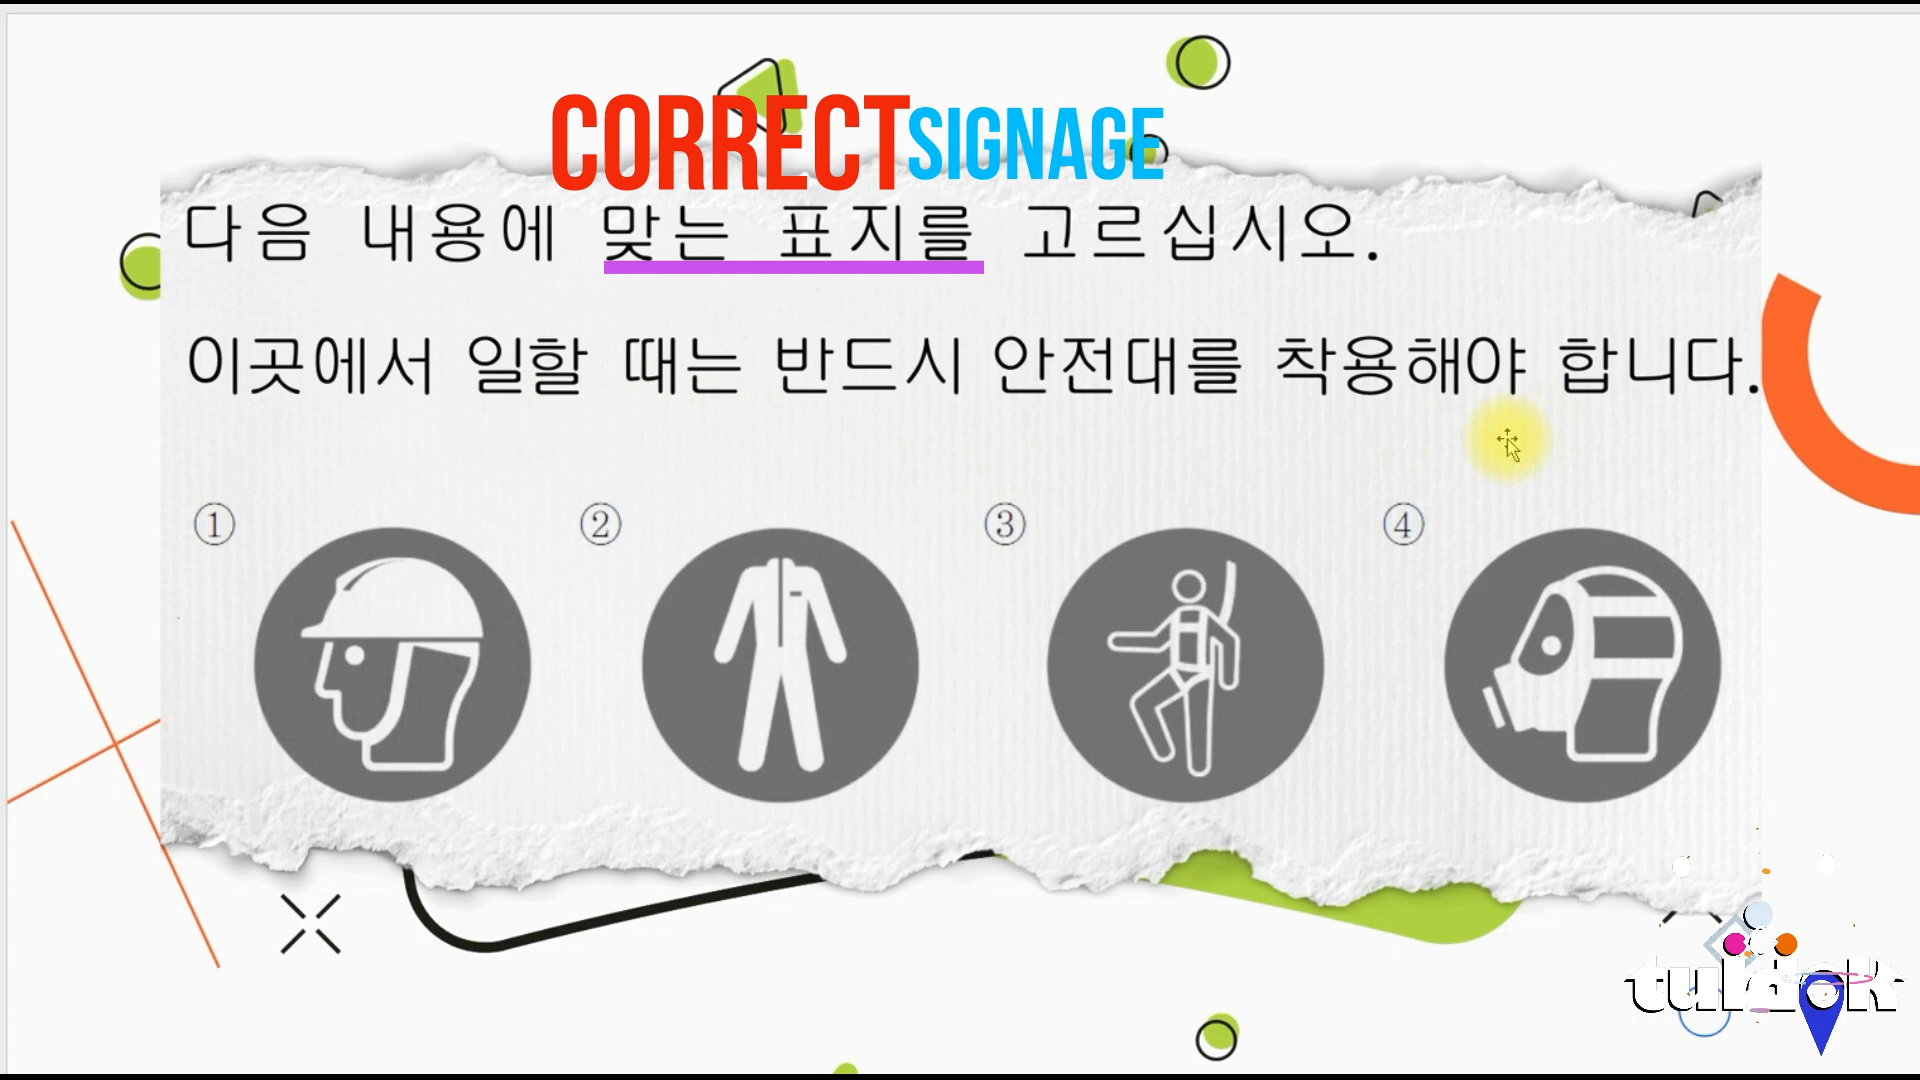 CORRECT SIGNAGE
다음 내용에 맞는 표지를 고르십시오.
이곳에서 일할 때는 반드시 안전대를 착용해야 합니다.
① ② ③ ④
tuldok